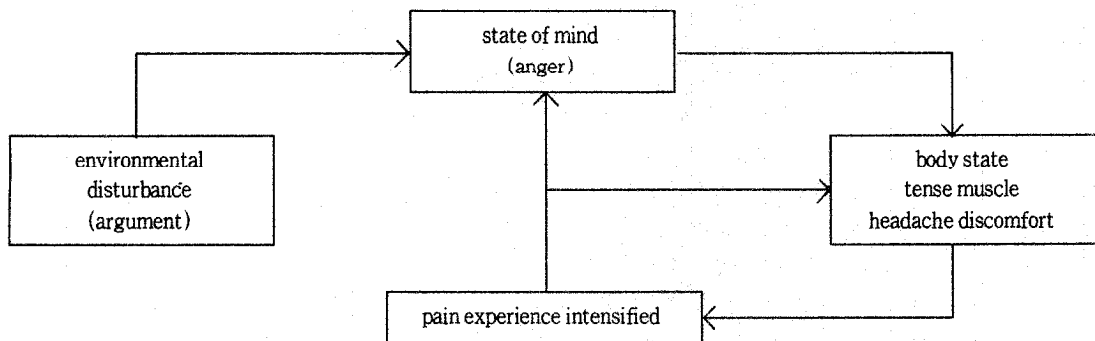 state of mind
(anger)
environmental
disturbance
(argument)
body state
tense muscle
headache discomfort
pain experience intensified